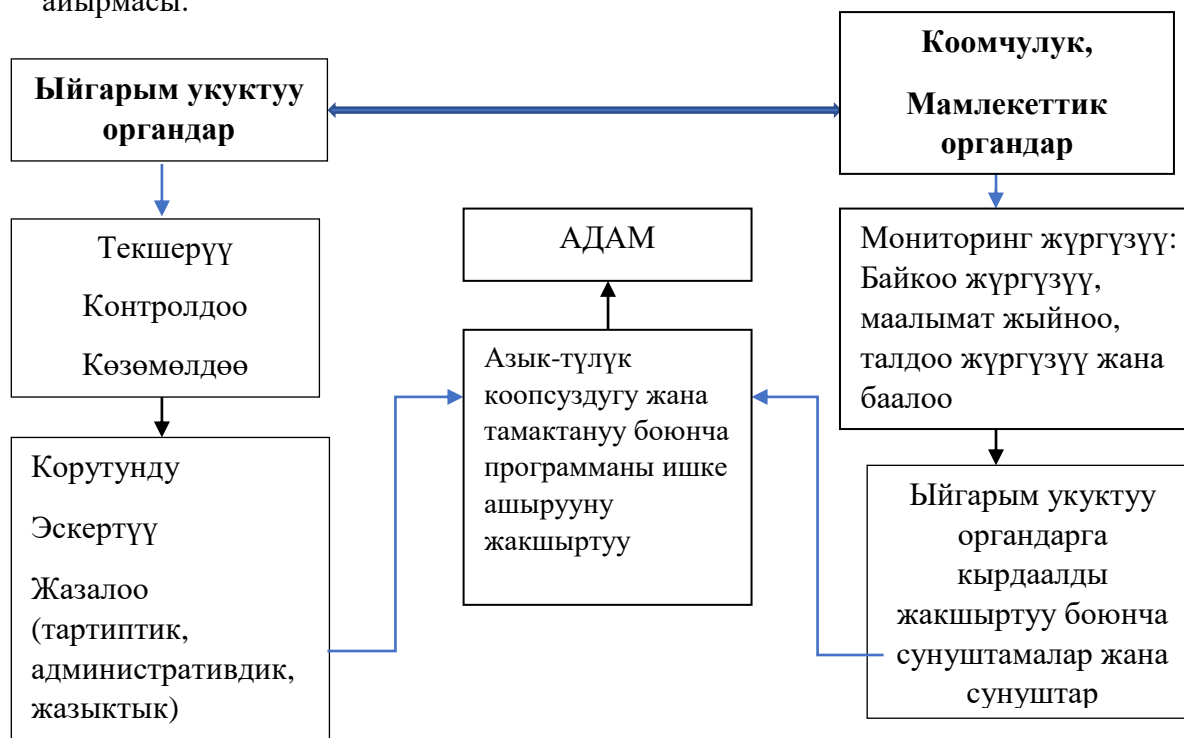 айырмасы.
Ыйгарым укуктуу
органдар
Коомчулук,
Мамлекеттик
органдар
Текшерүү
Контролдоо
Көзөмөлдөө
АДАМ
Мониторинг жүргүзүү:
Байкоо жүргүзүү,
маалымат жыйноо,
талдоо жүргүзүү жана
баалоо
Азык-түлүк
коопсуздугу жана
тамактануу боюнча
программаны ишке
ашырууну
жакшыртуу
Корутунду
Эскертүү
Жазалоо
(тартиптик,
административдик,
жазыктык)
Ыйгарым укуктуу
органдарга
кырдаалды
жакшыртуу боюнча
сунуштамалар жана
сунуштар